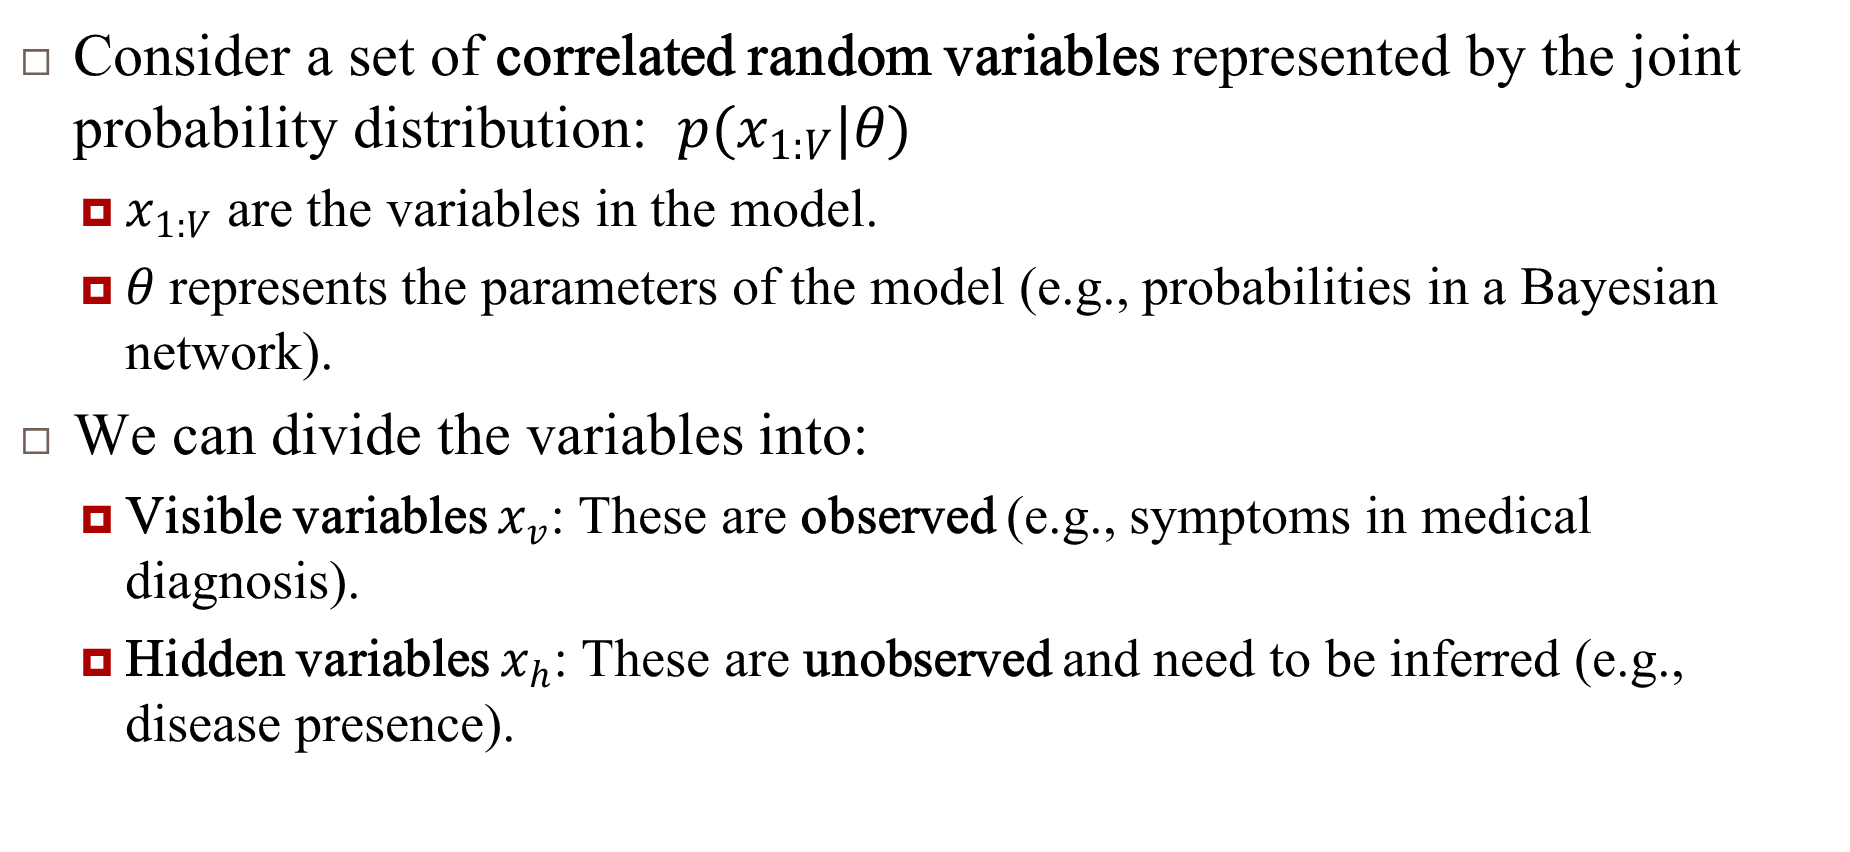 Consider a set of correlated random variables represented by the joint
probability distribution: p(x₁:V|θ)
x₁:V are the variables in the model.
θ represents the parameters of the model (e.g., probabilities in a Bayesian
network).
We can divide the variables into:
Visible variables xᵥ: These are observed (e.g., symptoms in medical
diagnosis).
Hidden variables xₕ: These are unobserved and need to be inferred (e.g.,
disease presence).